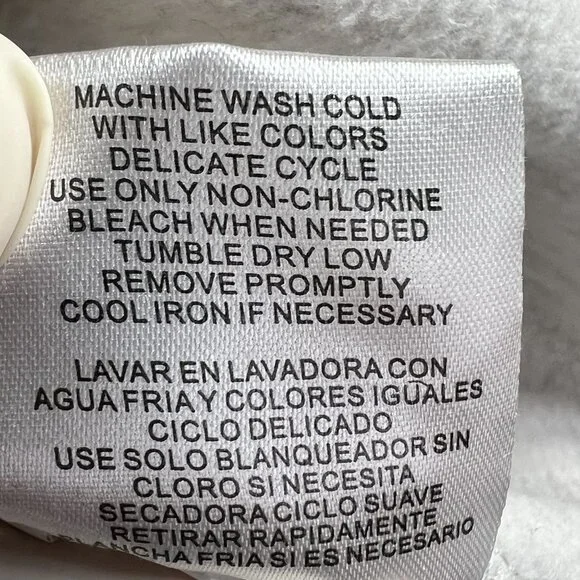 MACHINE WASH COLD
WITH LIKE COLORS
DELICATE CYCLE
USE ONLY NON-CHLORINE
BLEACH WHEN NEEDED
TUMBLE DRY LOW
REMOVE PROMPTLY
COOL IRON IF NECESSARY
LAVAR EN LAVADORA CON
AGUA FRIA Y COLORES IGUALES
CICLO DELICADO
USE SOLO BLANQUEADOR SIN
CLORO SI NECESITA
SECADORA CICLO SUAVE
RETIRAR RAPIDAMENTE
PLANCHA FRIA SI ES NECESARIO